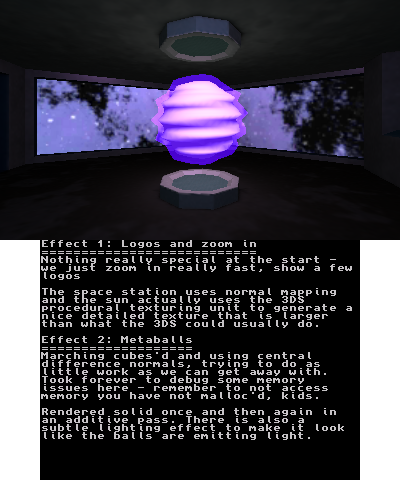 Effect 1: Logos and zoom in
===========================
Nothing really special at the start -
we just zoom in really fast, show a few
logos
The space station uses normal mapping
and the sun actually uses the 3DS
procedural texturing unit to generate a
nice detailed texture that is larger
than what the 3DS could usually do.
Effect 2: Metaballs
===================
Marching cubes'd and using central
difference normals, trying to do as
little work as we can get away with.
Took forever to debug some memory
issues here - remember to not access
memory you have not malloc'd, kids.
Rendered solid once and then again in
an additive pass. There is also a
subtle lighting effect to make it look
like the balls are emitting light.